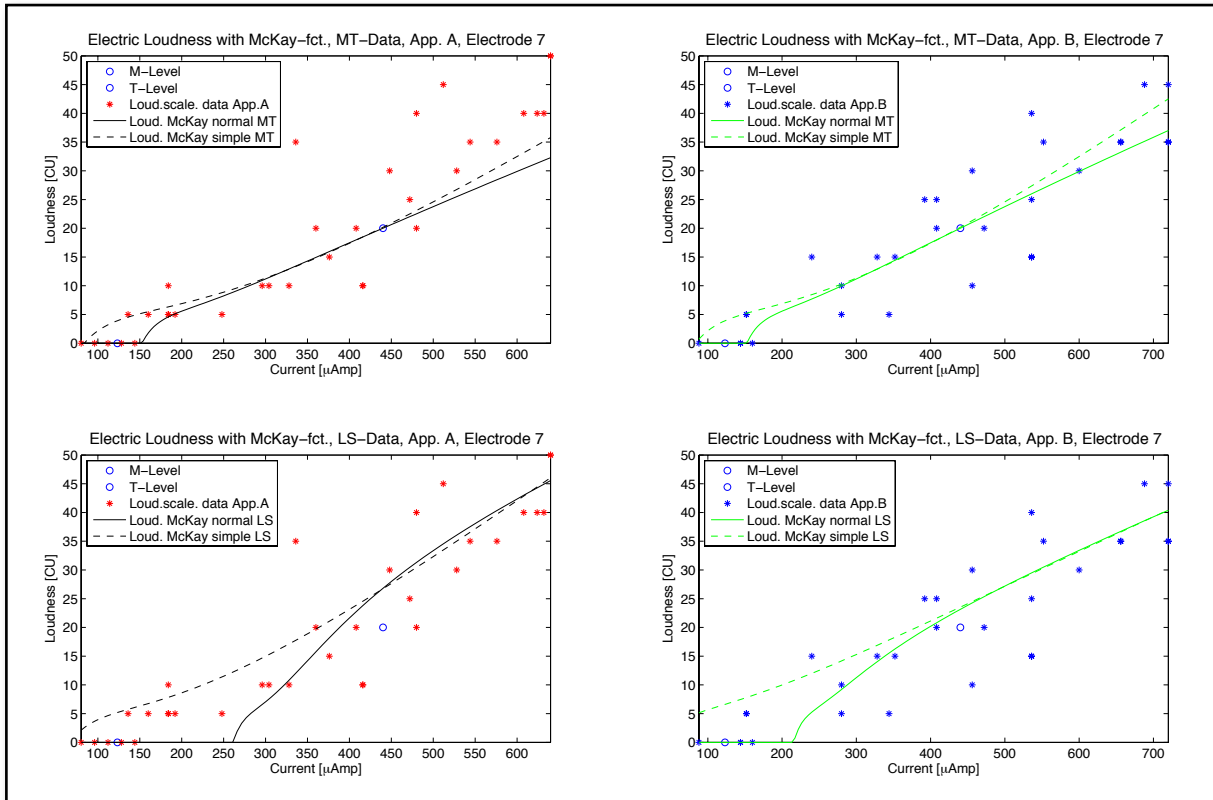 Electric Loudness with McKay-fct., MT-Data, App. A, Electrode 7
50
45
40
35
30
25
20
15
10
5
0
Loudness [CU]
M-Level
T-Level
Loud.scale. data App.A
Loud. McKay normal MT
Loud. McKay simple MT
100 150 200 250 300 350 400 450 500 550 600
Current [μAmp]
Electric Loudness with McKay-fct., MT-Data, App. B, Electrode 7
50
45
40
35
30
25
20
15
10
5
0
Loudness [CU]
M-Level
T-Level
Loud.scale. data App.B
Loud. McKay normal MT
Loud. McKay simple MT
100 200 300 400 500 600 700
Current [μAmp]
Electric Loudness with McKay-fct., LS-Data, App. A, Electrode 7
50
45
40
35
30
25
20
15
10
5
0
Loudness [CU]
M-Level
T-Level
Loud.scale. data App.A
Loud. McKay normal LS
Loud. McKay simple LS
100 150 200 250 300 350 400 450 500 550 600
Current [μAmp]
Electric Loudness with McKay-fct., LS-Data, App. B, Electrode 7
50
45
40
35
30
25
20
15
10
5
0
Loudness [CU]
M-Level
T-Level
Loud.scale. data App.B
Loud. McKay normal LS
Loud. McKay simple LS
100 200 300 400 500 600 700
Current [μAmp]